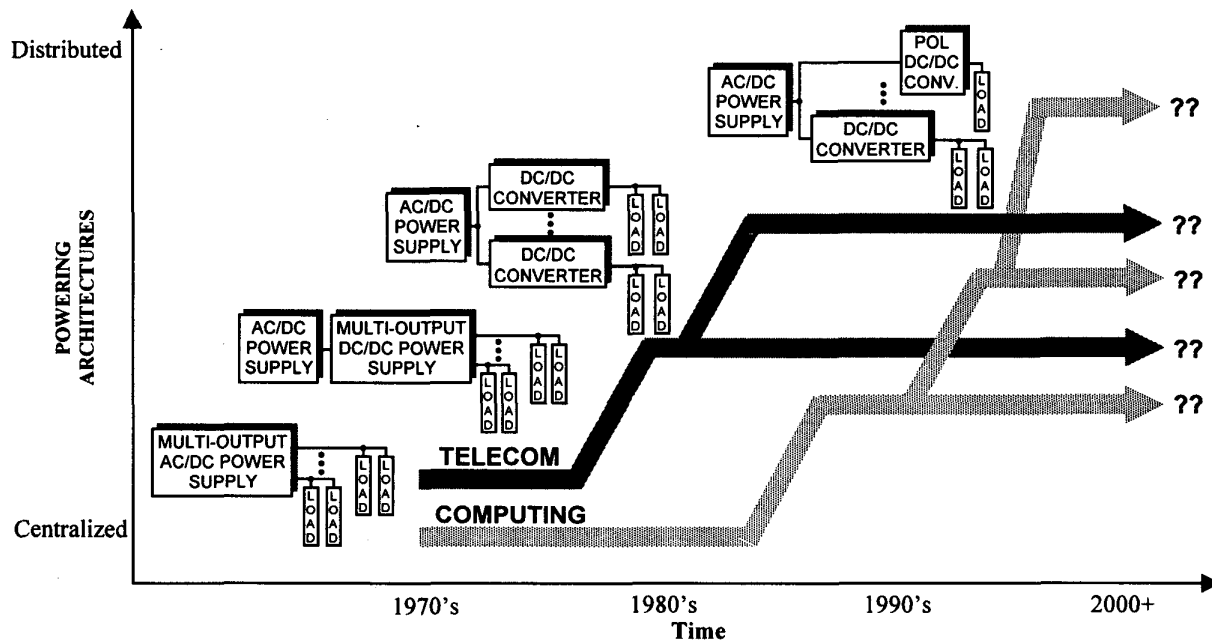 Distributed
POWERING
ARCHITECTURES
Centralized
AC/DC
POWER
SUPPLY
POL
DC/DC
CONV.
LOAD
DC/DC
CONVERTER
LOAD
LOAD
??
AC/DC
POWER
SUPPLY
DC/DC
CONVERTER
LOAD
LOAD
DC/DC
CONVERTER
LOAD
LOAD
??
??
AC/DC
POWER
SUPPLY
MULTI-OUTPUT
DC/DC POWER
SUPPLY
LOAD
LOAD
LOAD
LOAD
??
??
MULTI-OUTPUT
AC/DC POWER
SUPPLY
LOAD
LOAD
LOAD
LOAD
TELECOM
COMPUTING
1970's
1980's
1990's
2000+
Time